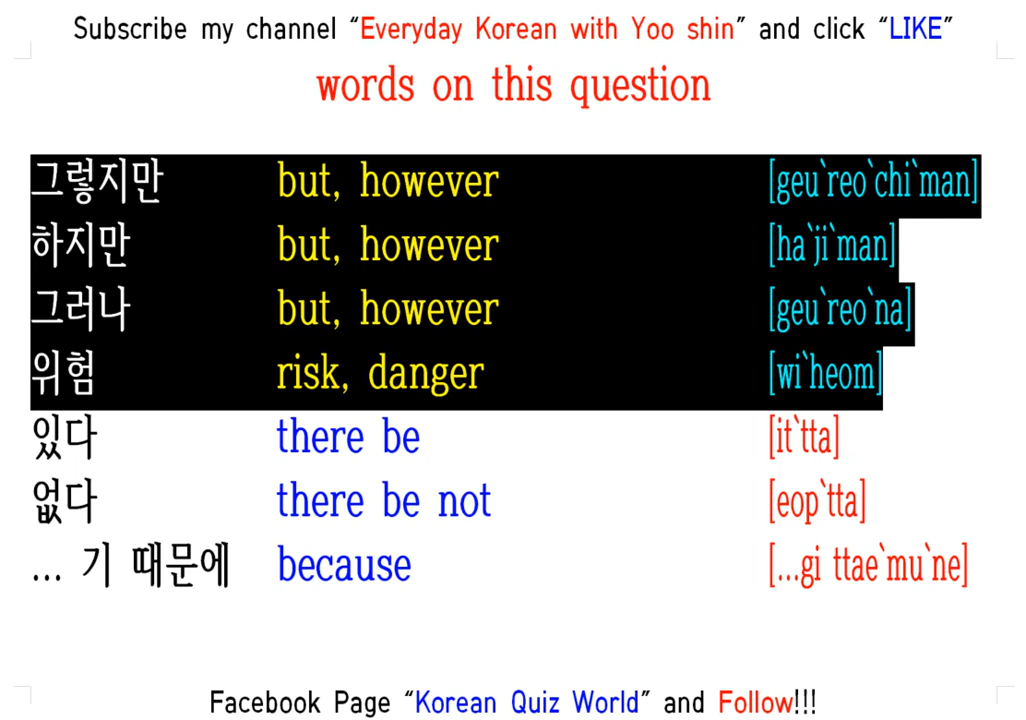 Subscribe my channel “Everyday Korean with Yoo shin” and click “LIKE”
words on this question
그렇지만 but, however [geu`reo`chi`man]
하지만 but, however [ha`ji`man]
그러나 but, however [geu`reo`na]
위험 risk, danger [wi`heom]
있다 there be [it`tta]
없다 there be not [eop`tta]
... 기 때문에 because [...gi ttae`mu`ne]
Facebook Page “Korean Quiz World” and Follow!!!